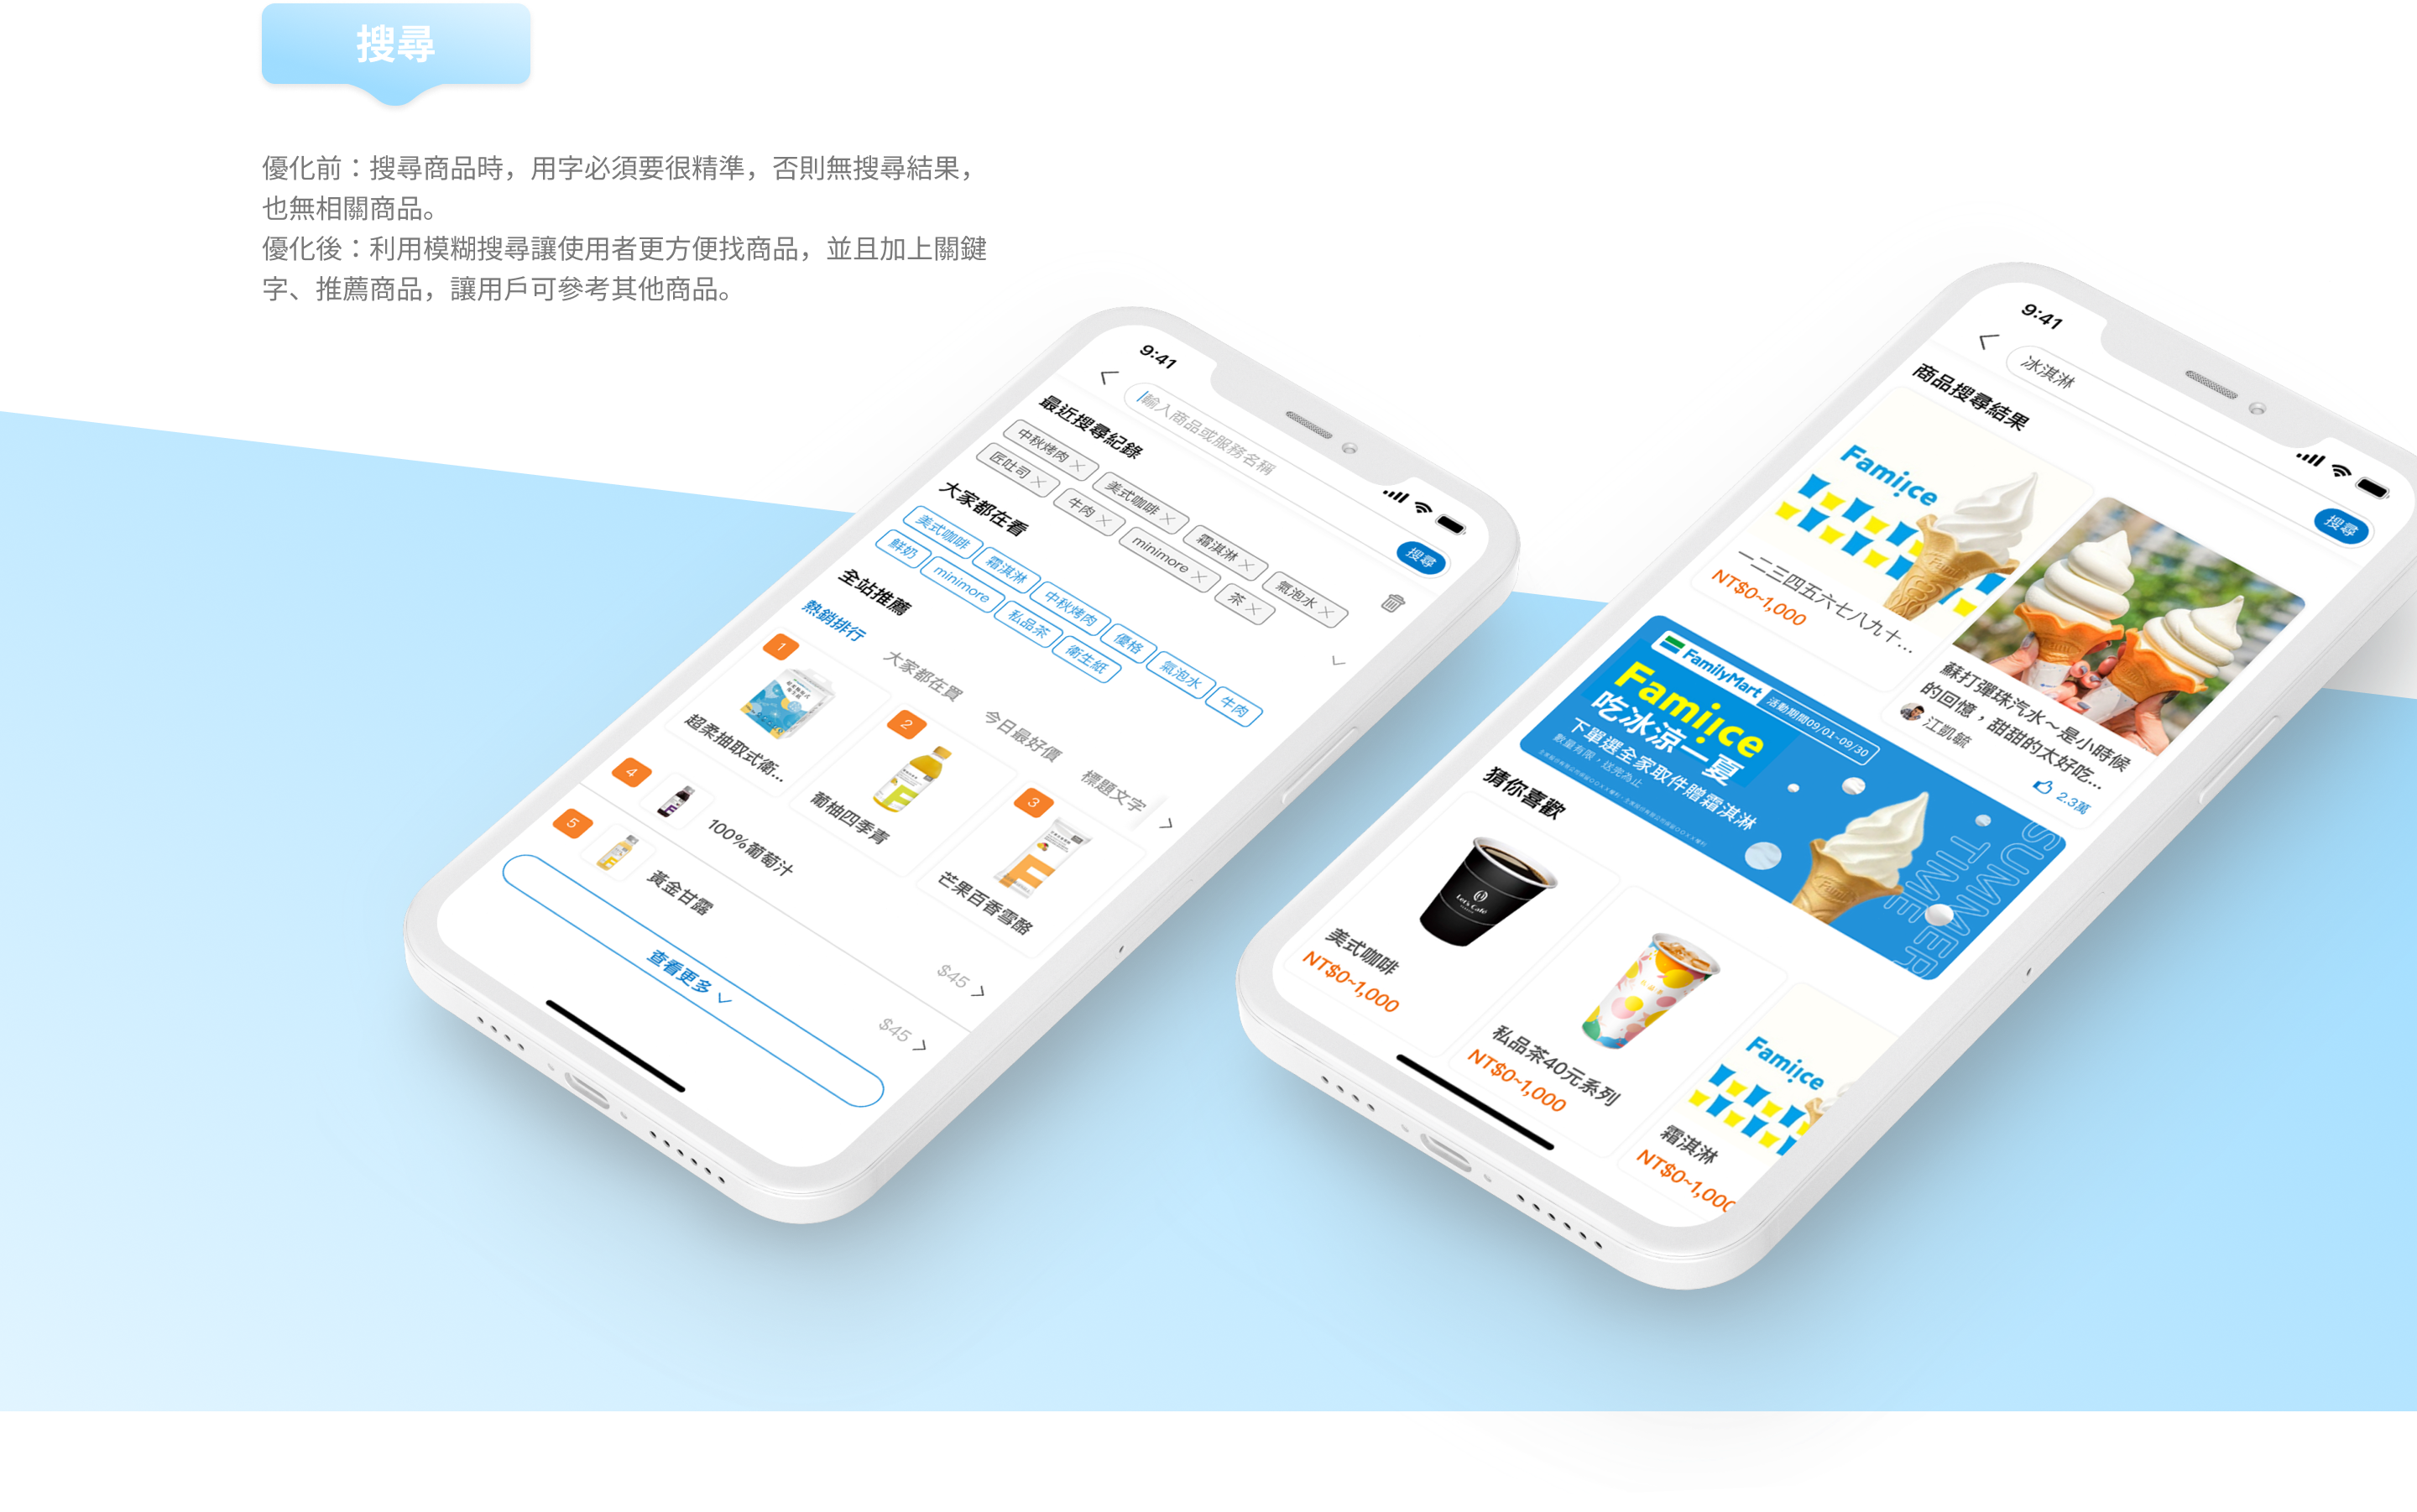 搜尋
優化前：搜尋商品時，用字必須要很精準，否則無搜尋結果，
也無相關商品。
優化後：利用模糊搜尋讓使用者更方便找商品，並且加上關鍵
字、推薦商品，讓用戶可參考其他商品。
9:41
輸入商品或服務名稱
搜尋
最近搜尋紀錄
中秋烤肉 美式咖啡 霜淇淋 氣泡水
匠吐司 牛肉 minimore 茶
大家都在看
美式咖啡 霜淇淋 中秋烤肉 優格 氣泡水 牛肉
鮮奶 minimore 私品茶 衛生紙
全站推薦
熱銷排行 大家都在買 今日最好價 標題文字
1
超柔抽取式衛...
2
葡柚四季青
3
芒果百香雪酪
4 100%葡萄汁 $45
5 黃金甘露 $45
查看更多
9:41
冰淇淋
搜尋
商品搜尋結果
Famiice
一二三四五六七八九十...
NT$0~1,000
蘇打彈珠汽水～是小時候
的回憶，甜甜的太好吃...
江凱毓
2.3萬
FamilyMart 活動期間09/01~09/30
Famiice
吃冰涼一夏
下單選全家取件贈霜淇淋
數量有限，送完為止
SUMMER
TIME
猜你喜歡
Let's Café
美式咖啡
NT$0~1,000
私品茶40元系列
NT$0~1,000
Famiice
霜淇淋
NT$0~1,000